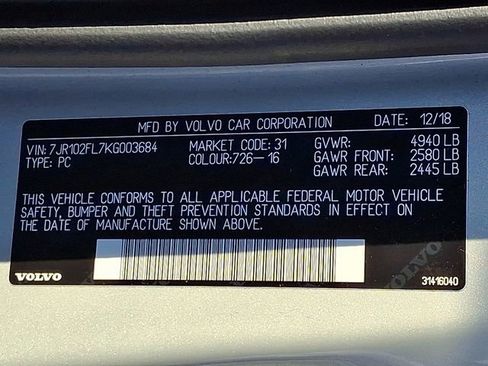 MFD BY VOLVO CAR CORPORATION DATE: 12/18
VIN: 7JR102FL7KG003684 MARKET CODE: 31 GVWR: 4940 LB
TYPE: PC COLOUR:726-16 GAWR FRONT: 2580 LB
GAWR REAR: 2445 LB
THIS VEHICLE CONFORMS TO ALL APPLICABLE FEDERAL MOTOR VEHICLE
SAFETY, BUMPER AND THEFT PREVENTION STANDARDS IN EFFECT ON
THE DATE OF MANUFACTURE SHOWN ABOVE.
VOLVO
31416040
VOLVO